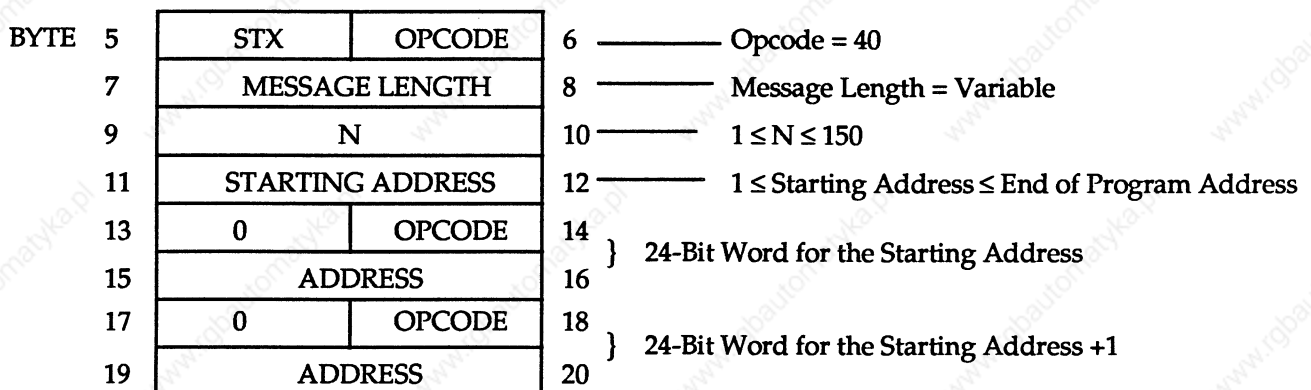 BYTE 5 STX OPCODE 6 Opcode = 40
7 MESSAGE LENGTH 8 Message Length = Variable
9 N 10 1 ≤ N ≤ 150
11 STARTING ADDRESS 12 1 ≤ Starting Address ≤ End of Program Address
13 0 OPCODE 14
} 24-Bit Word for the Starting Address
15 ADDRESS 16
17 0 OPCODE 18
} 24-Bit Word for the Starting Address +1
19 ADDRESS 20
www.rgbautomatyka.pl